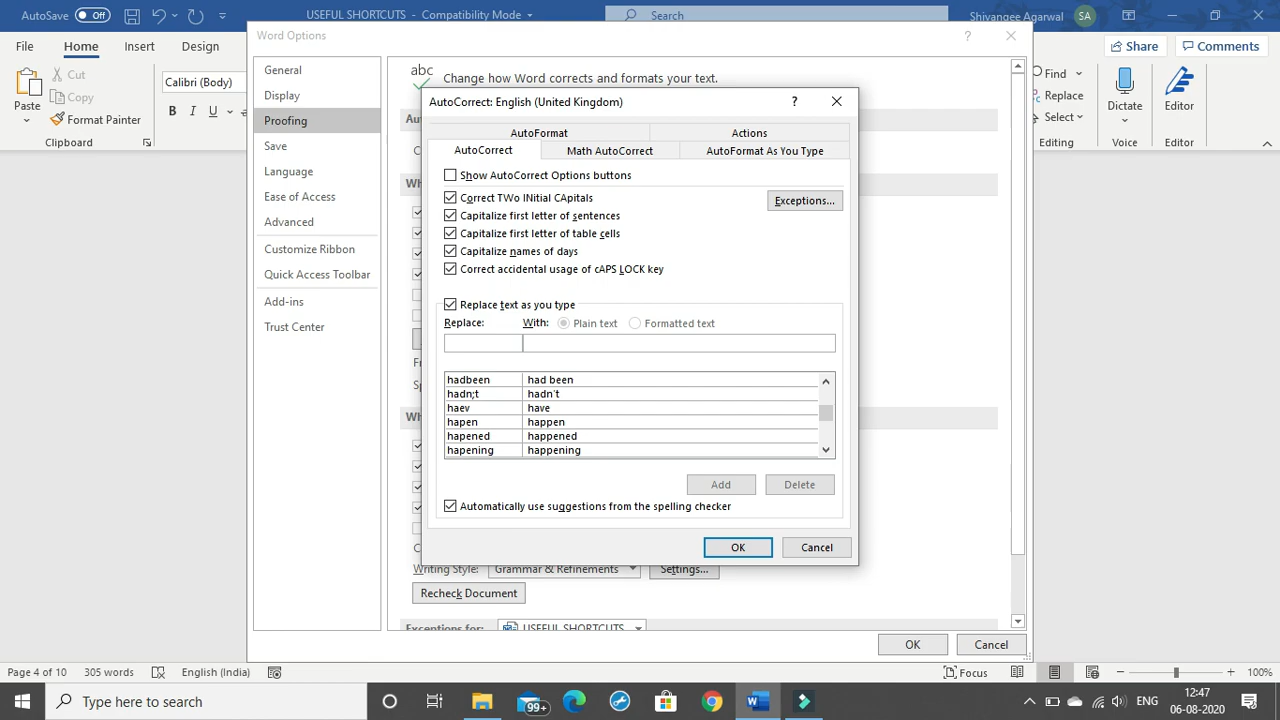 AutoSave Off USEFUL SHORTCUTS - Compatibility Mode Search Shivangee Agarwal SA
File Home Insert Design Share Comments
Word Options ?
Paste Cut Copy Format Painter
Clipboard
Calibri (Body)
B I U
General
Display
Proofing
Save
Language
Ease of Access
Advanced
Customize Ribbon
Quick Access Toolbar
Add-ins
Trust Center
abc Change how Word corrects and formats your text.
AutoCorrect: English (United Kingdom) ?
AutoFormat Actions
AutoCorrect Math AutoCorrect AutoFormat As You Type
Show AutoCorrect Options buttons
Correct TWo INitial CApitals Exceptions...
Capitalize first letter of sentences
Capitalize first letter of table cells
Capitalize names of days
Correct accidental usage of cAPS LOCK key
Replace text as you type
Replace: With: Plain text Formatted text
hadbeen had been
hadn;t hadn't
haev have
hapen happen
hapened happened
hapening happening
Add Delete
Automatically use suggestions from the spelling checker
OK Cancel
Writing Style: Grammar & Refinements Settings...
Recheck Document
Exceptions for: USEFUL SHORTCUTS
OK Cancel
Find
Replace
Select
Editing
Dictate
Voice
Editor
Editor
Page 4 of 10 305 words English (India) Focus 100%
Type here to search 99+ ENG 12:47
06-08-2020